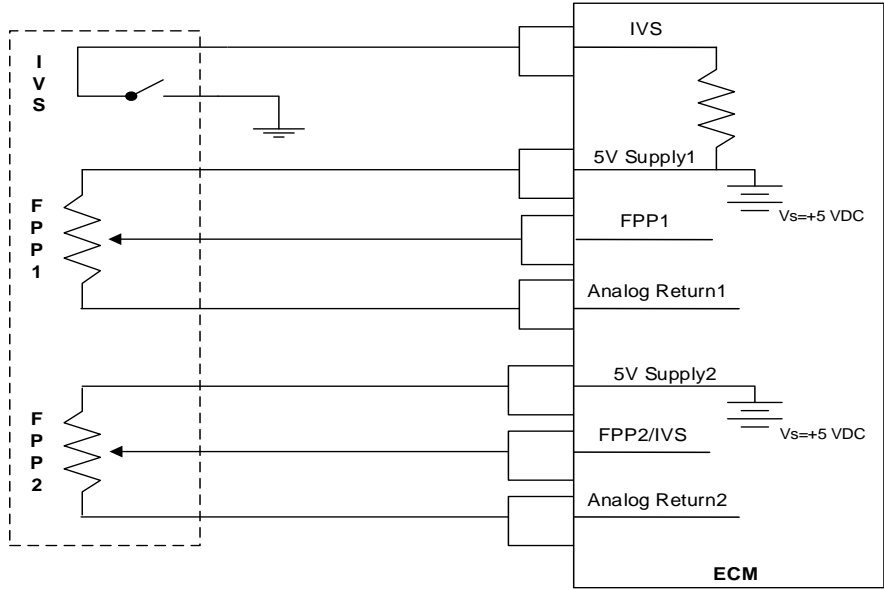 IVS
I
V
S
5V Supply1
Vs=+5 VDC
F
P
P
1
FPP1
Analog Return1
5V Supply2
Vs=+5 VDC
F
P
P
2
FPP2/IVS
Analog Return2
ECM